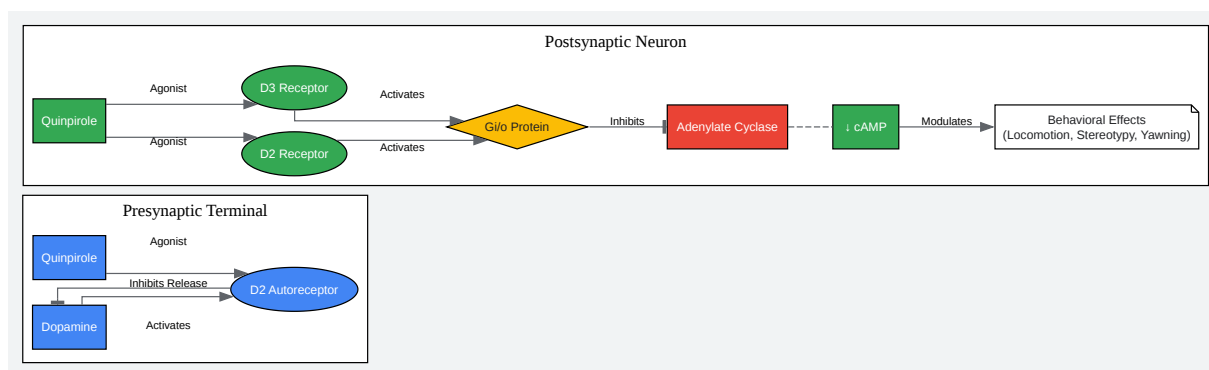 Postsynaptic Neuron
Quinpirole
Agonist
Agonist
D3 Receptor
D2 Receptor
Activates
Activates
Gi/o Protein
Inhibits
Adenylate Cyclase
↓ cAMP
Modulates
Behavioral Effects
(Locomotion, Stereotypy, Yawning)
Presynaptic Terminal
Quinpirole
Agonist
Inhibits Release
D2 Autoreceptor
Dopamine
Activates